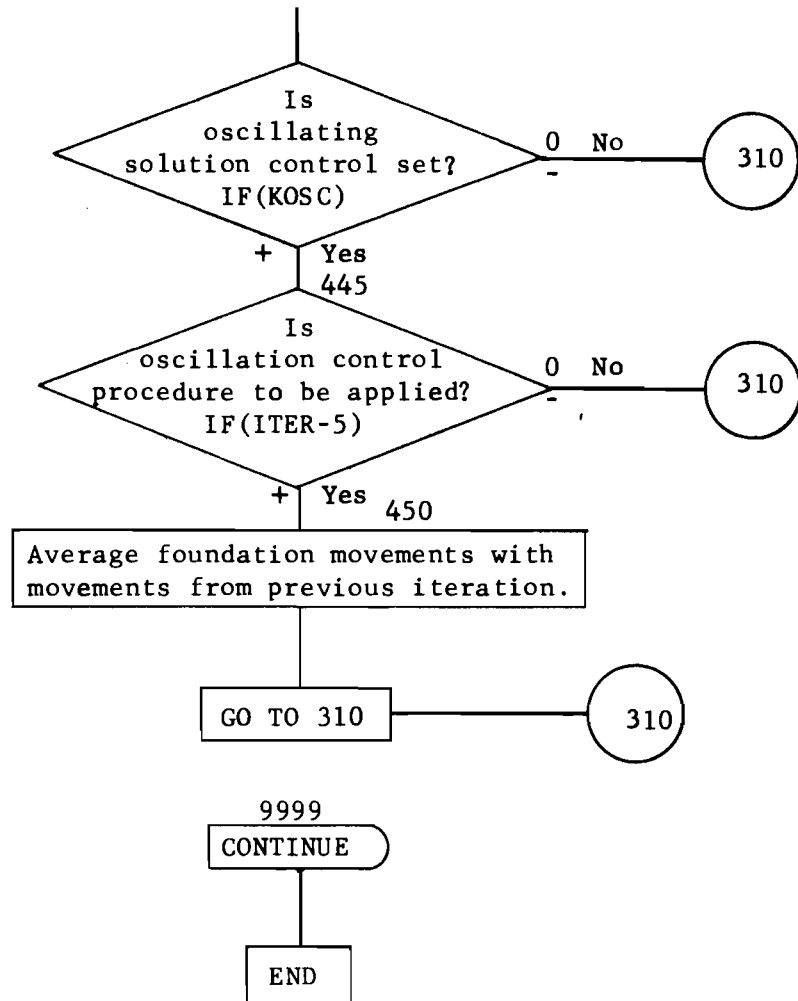 Is
oscillating
solution control set?
IF(KOSC)
0 No
-
310
+ Yes
445
Is
oscillation control
procedure to be applied?
IF(ITER-5)
0 No
-
310
+ Yes
450
Average foundation movements with
movements from previous iteration.
GO TO 310
310
9999
CONTINUE
END